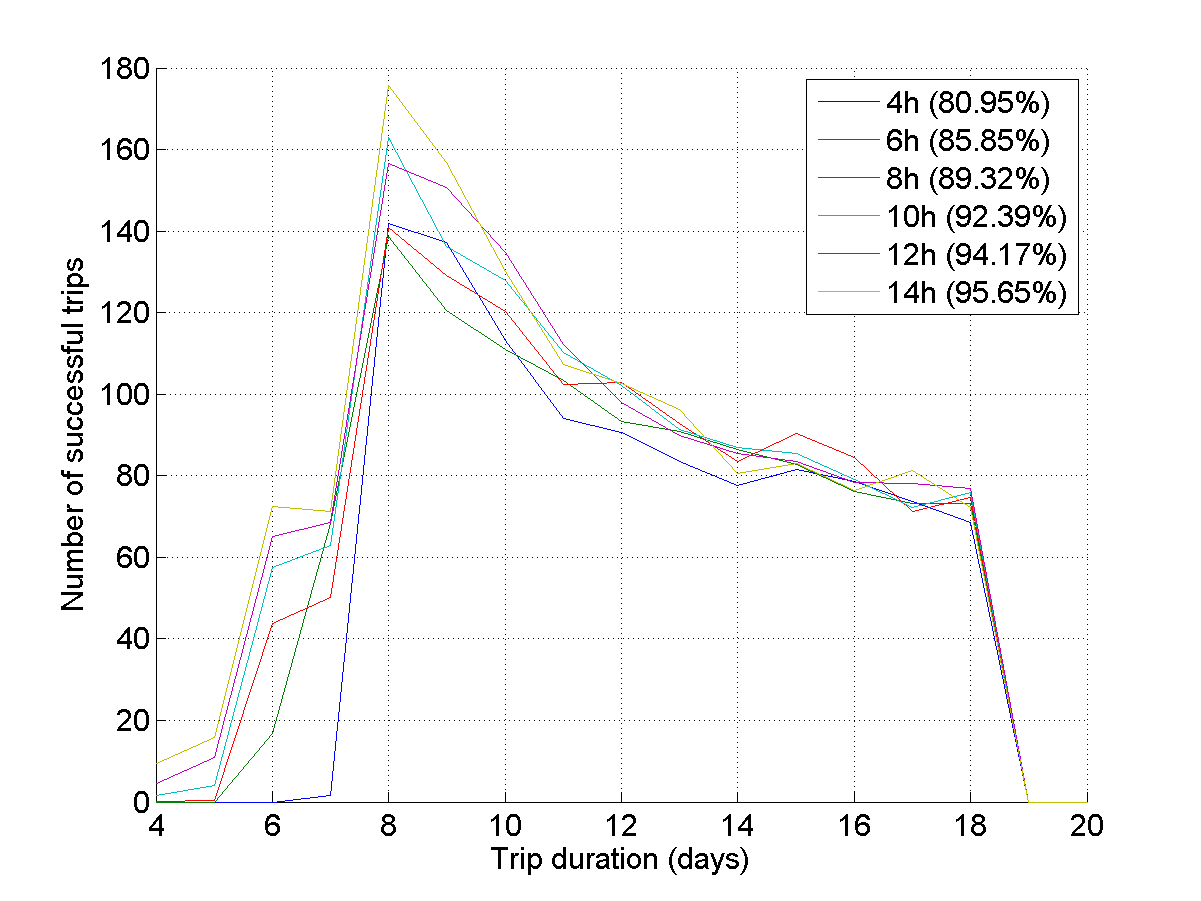 180
160
140
120
100
80
60
40
20
0
Number of successful trips
4h (80.95%)
6h (85.85%)
8h (89.32%)
10h (92.39%)
12h (94.17%)
14h (95.65%)
4 6 8 10 12 14 16 18 20
Trip duration (days)